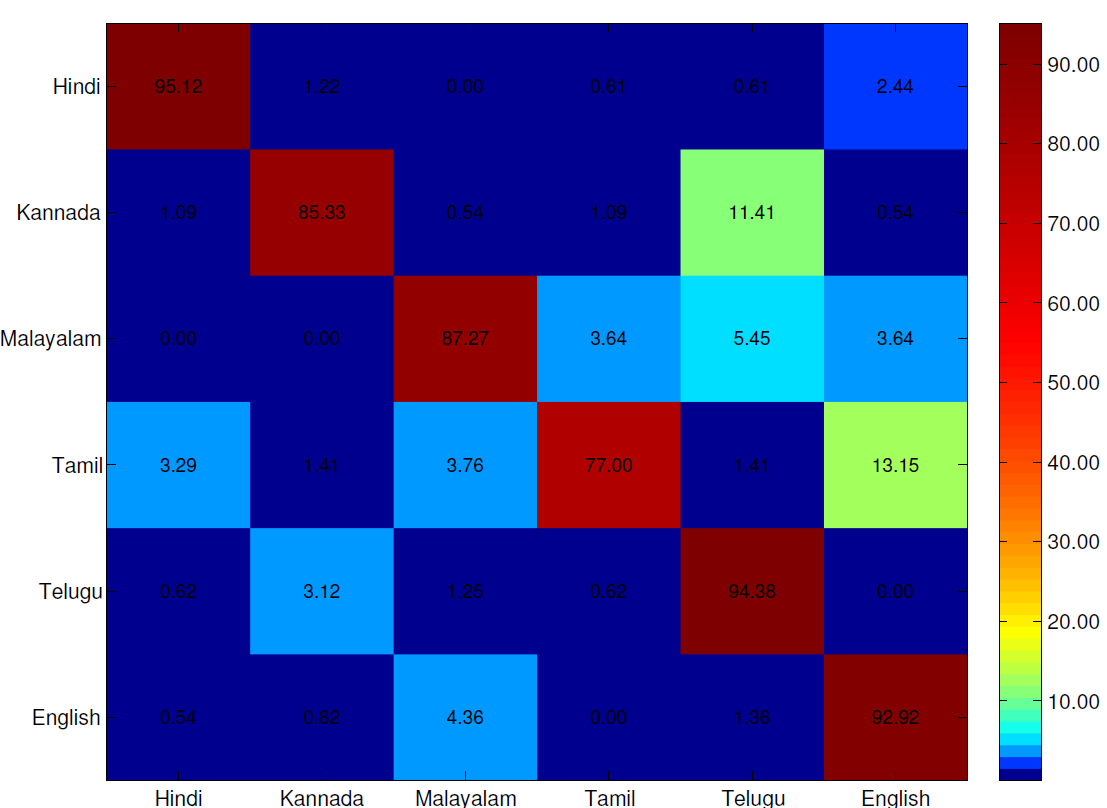 Hindi 95.12 1.22 0.00 0.61 0.61 2.44
Kannada 1.09 85.33 0.54 1.09 11.41 0.54
Malayalam 0.00 0.00 87.27 3.64 5.45 3.64
Tamil 3.29 1.41 3.76 77.00 1.41 13.15
Telugu 0.62 3.12 1.25 0.62 94.38 0.00
English 0.54 0.82 4.36 0.00 1.36 92.92
Hindi Kannada Malayalam Tamil Telugu English
90.00
80.00
70.00
60.00
50.00
40.00
30.00
20.00
10.00